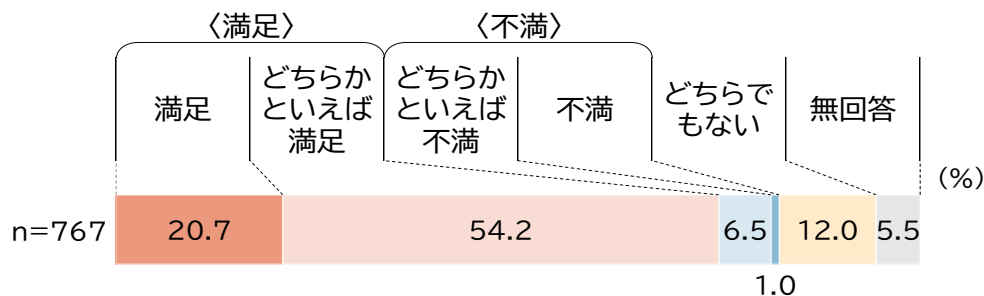 〈満足〉
〈不満〉
満足
どちらか
といえば
満足
どちらか
といえば
不満
不満
どちらで
もない
無回答
(%)
n=767
20.7
54.2
6.5
1.0
12.0
5.5